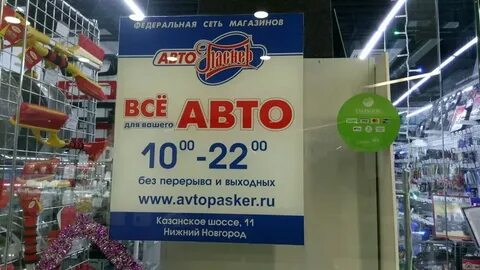 ФЕДЕРАЛЬНАЯ СЕТЬ МАГАЗИНОВ
АВТО Паскер
ВСЁ АВТО
для вашего
10⁰⁰-22⁰⁰
без перерыва и выходных
www.avtopasker.ru
Казанское шоссе, 11
Нижний Новгород